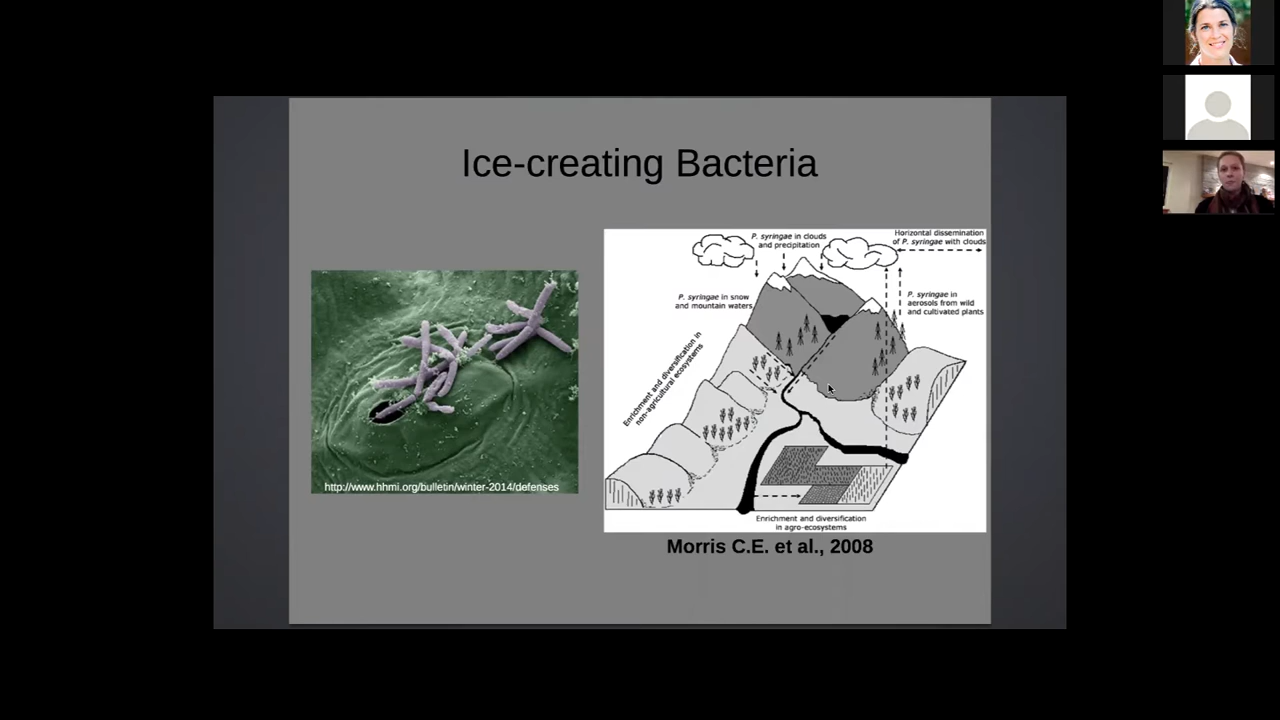 Ice-creating Bacteria
http://www.hhmi.org/bulletin/winter-2014/defenses
P. syringae in clouds
and precipitation
Horizontal dissemination
of P. syringae with clouds
P. syringae in snow
and mountain waters
P. syringae in
aerosols from wild
and cultivated plants
Enrichment and diversification in
non-agricultural ecosystems
Enrichment and diversification
in agro-ecosystems
Morris C.E. et al., 2008